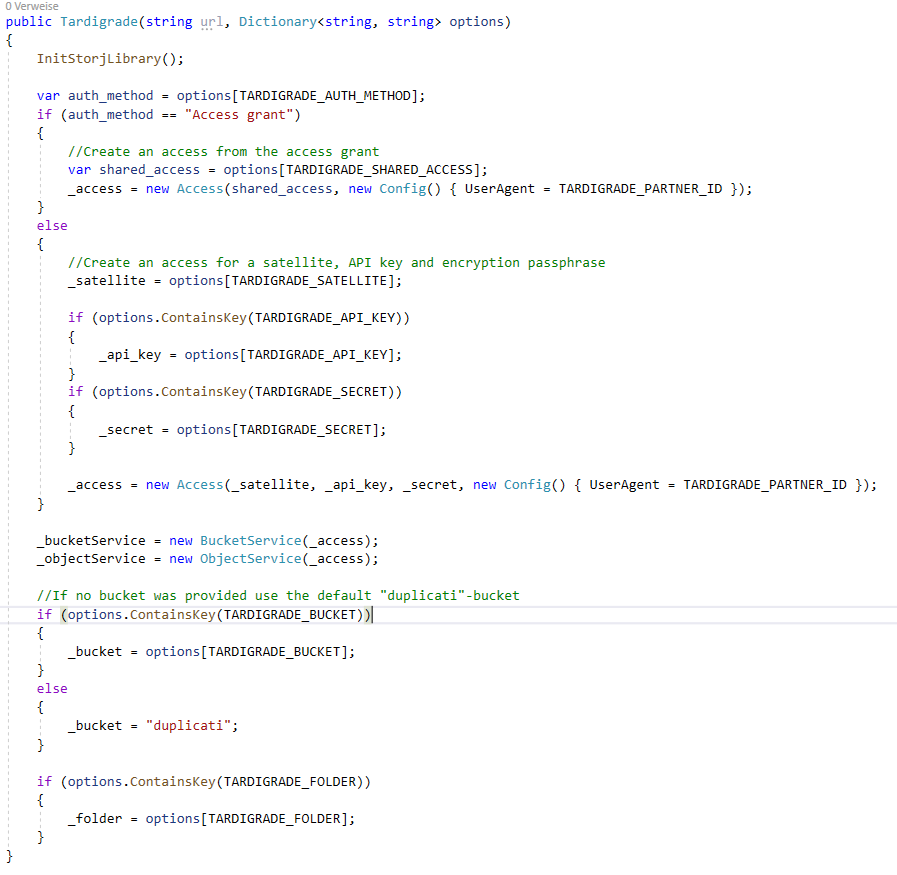 0 Verweise
public Tardigrade(string url, Dictionary<string, string> options)
{
InitStorjLibrary();
var auth_method = options[TARDIGRADE_AUTH_METHOD];
if (auth_method == "Access grant")
{
//Create an access from the access grant
var shared_access = options[TARDIGRADE_SHARED_ACCESS];
_access = new Access(shared_access, new Config() { UserAgent = TARDIGRADE_PARTNER_ID });
}
else
{
//Create an access for a satellite, API key and encryption passphrase
_satellite = options[TARDIGRADE_SATELLITE];
if (options.ContainsKey(TARDIGRADE_API_KEY))
{
_api_key = options[TARDIGRADE_API_KEY];
}
if (options.ContainsKey(TARDIGRADE_SECRET))
{
_secret = options[TARDIGRADE_SECRET];
}
_access = new Access(_satellite, _api_key, _secret, new Config() { UserAgent = TARDIGRADE_PARTNER_ID });
}
_bucketService = new BucketService(_access);
_objectService = new ObjectService(_access);
//If no bucket was provided use the default "duplicati"-bucket
if (options.ContainsKey(TARDIGRADE_BUCKET))
{
_bucket = options[TARDIGRADE_BUCKET];
}
else
{
_bucket = "duplicati";
}
if (options.ContainsKey(TARDIGRADE_FOLDER))
{
_folder = options[TARDIGRADE_FOLDER];
}
}